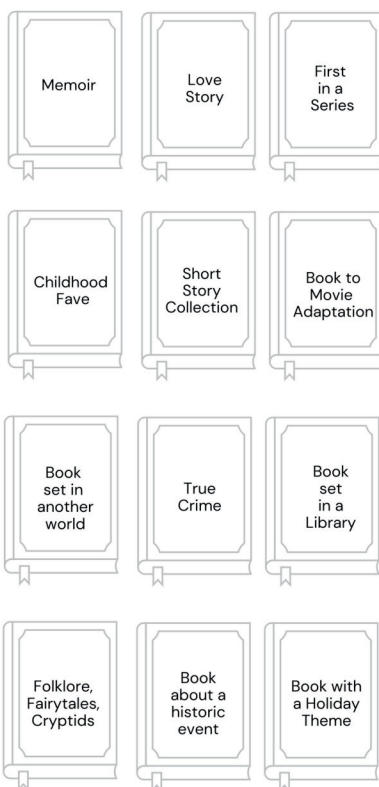 Memoir
Love
Story
First
in a
Series
Childhood
Fave
Short
Story
Collection
Book to
Movie
Adaptation
Book
set in
another
world
True
Crime
Book
set
in a
Library
Folklore,
Fairytales,
Cryptids
Book
about a
historic
event
Book with
a Holiday
Theme